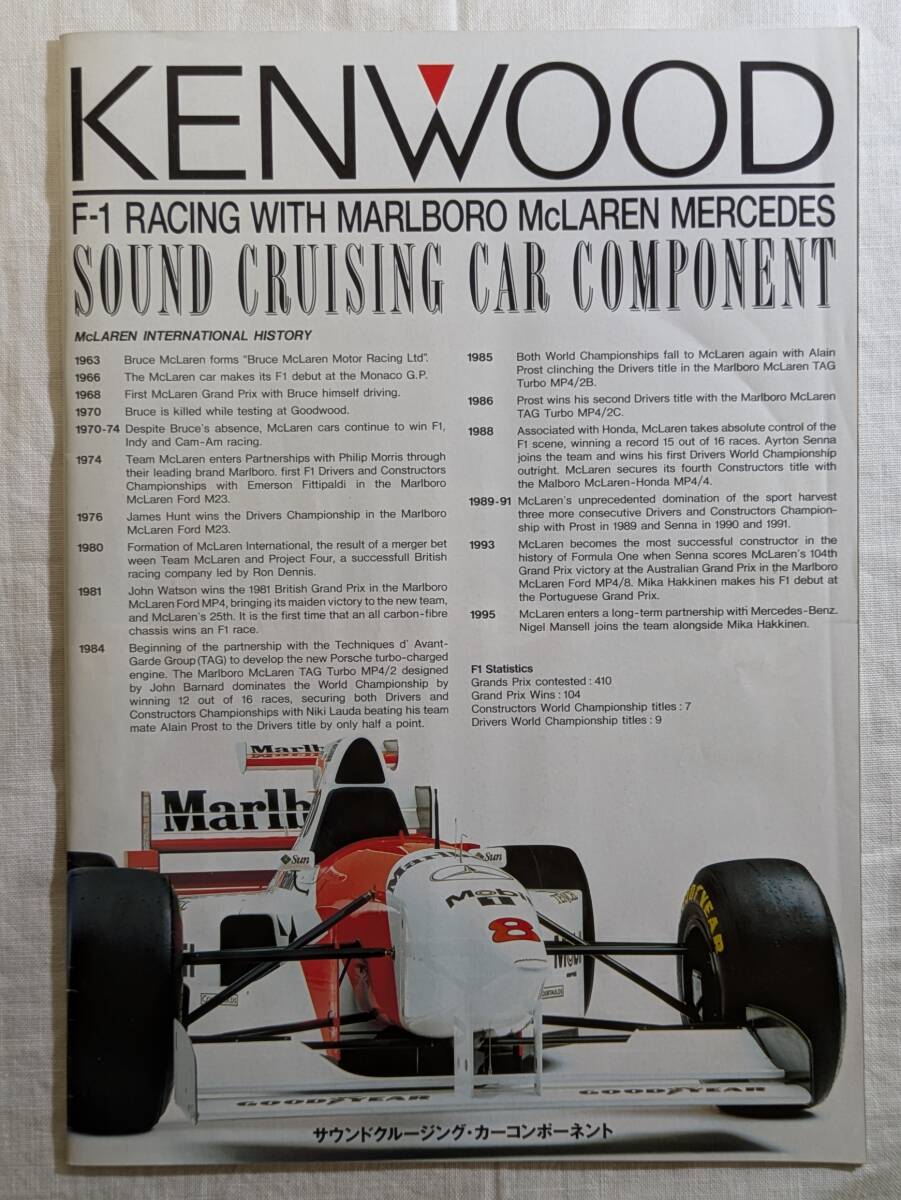 KENWOOD
F-1 RACING WITH MARLBORO McLAREN MERCEDES
SOUND CRUISING CAR COMPONENT
McLAREN INTERNATIONAL HISTORY
1963 Bruce McLaren forms "Bruce McLaren Motor Racing Ltd".
1966 The McLaren car makes its F1 debut at the Monaco G.P.
1968 First McLaren Grand Prix with Bruce himself driving.
1970 Bruce is killed while testing at Goodwood.
1970-74 Despite Bruce's absence, McLaren cars continue to win F1,
Indy and Cam-Am racing.
1974 Team McLaren enters Partnerships with Philip Morris through
their leading brand Marlboro. first F1 Drivers and Constructors
Championships with Emerson Fittipaldi in the Marlboro
McLaren Ford M23.
1976 James Hunt wins the Drivers Championship in the Marlboro
McLaren Ford M23.
1980 Formation of McLaren International, the result of a merger bet
ween Team McLaren and Project Four, a successfull British
racing company led by Ron Dennis.
1981 John Watson wins the 1981 British Grand Prix in the Marlboro
McLaren Ford MP4, bringing its maiden victory to the new team,
and McLaren's 25th. It is the first time that an all carbon-fibre
chassis wins an F1 race.
1984 Beginning of the partnership with the Techniques d' Avant-
Garde Group (TAG) to develop the new Porsche turbo-charged
engine. The Marlboro McLaren TAG Turbo MP4/2 designed
by John Barnard dominates the World Championship by
winning 12 out of 16 races, securing both Drivers and
Constructors Championships with Niki Lauda beating his team
mate Alain Prost to the Drivers title by only half a point.
1985 Both World Championships fall to McLaren again with Alain
Prost clinching the Drivers title in the Marlboro McLaren TAG
Turbo MP4/2B.
1986 Prost wins his second Drivers title with the Marlboro McLaren
TAG Turbo MP4/2C.
1988 Associated with Honda, McLaren takes absolute control of the
F1 scene, winning a record 15 out of 16 races. Ayrton Senna
joins the team and wins his first Drivers World Championship
outright. McLaren secures its fourth Constructors title with
the Malboro McLaren-Honda MP4/4.
1989-91 McLaren's unprecedented domination of the sport harvest
three more consecutive Drivers and Constructors Champion-
ship with Prost in 1989 and Senna in 1990 and 1991.
1993 McLaren becomes the most successful constructor in the
history of Formula One when Senna scores McLaren's 104th
Grand Prix victory at the Australian Grand Prix in the Marlboro
McLaren Ford MP4/8. Mika Hakkinen makes his F1 debut at
the Portuguese Grand Prix.
1995 McLaren enters a long-term partnership with Mercedes-Benz.
Nigel Mansell joins the team alongside Mika Hakkinen.
F1 Statistics
Grands Prix contested : 410
Grand Prix Wins : 104
Constructors World Championship titles : 7
Drivers World Championship titles : 9
Marlb
Marlb
Sun
Sun
Mobil
8
Mobil
GOODYEAR
GOODYEAR
サウンドクルージング・カーコンポーネント